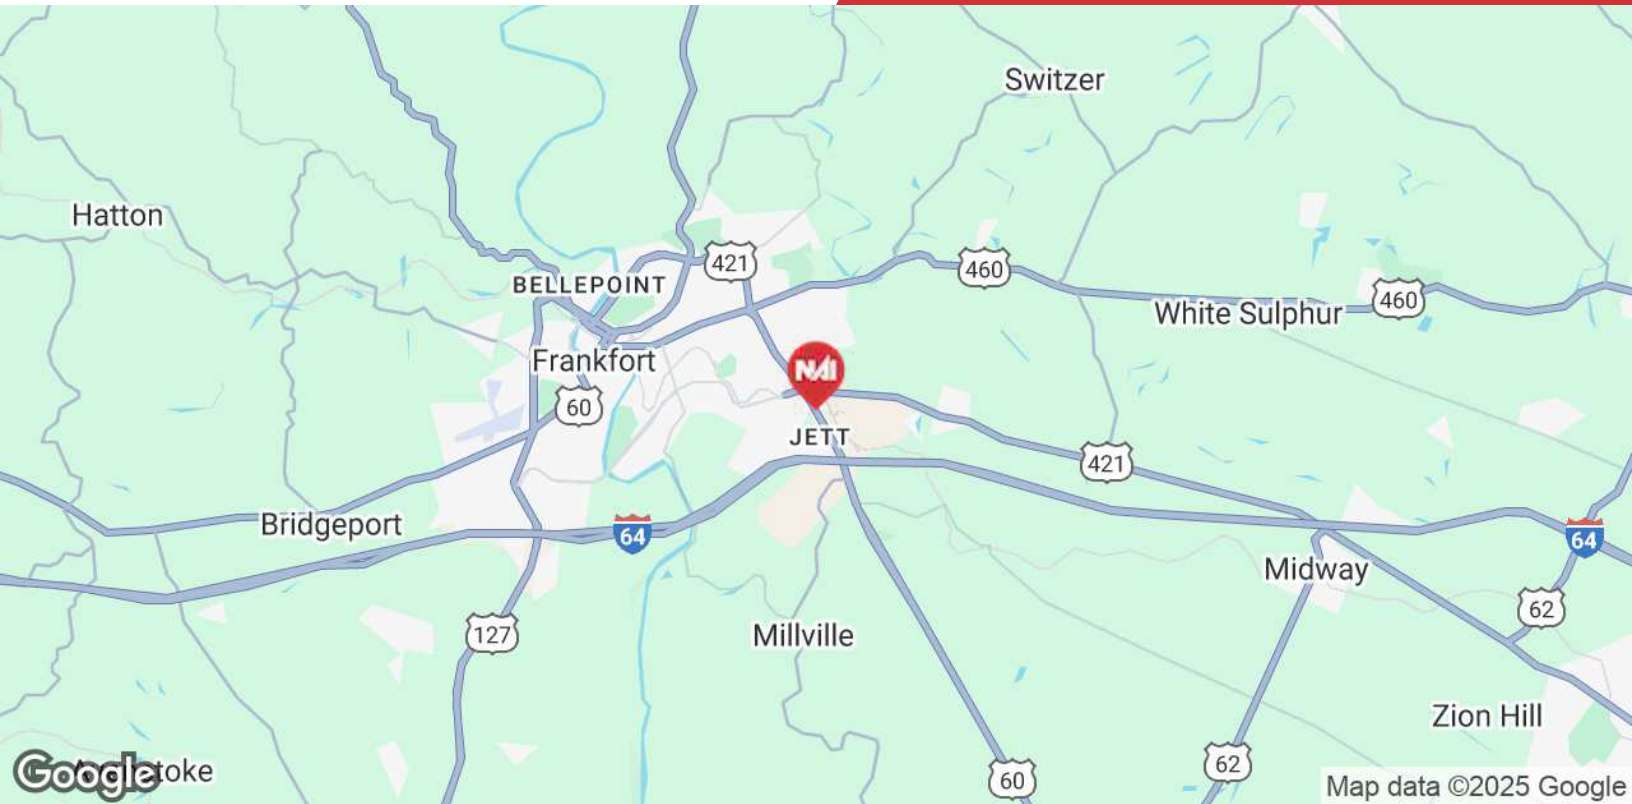 Switzer
Hatton
421
460
BELLEPOINT
460
White Sulphur
Frankfort
NAI
60
JETT
421
Bridgeport
64
64
Midway
62
127
Millville
Zion Hill
62
60
Google
Map data ©2025 Google